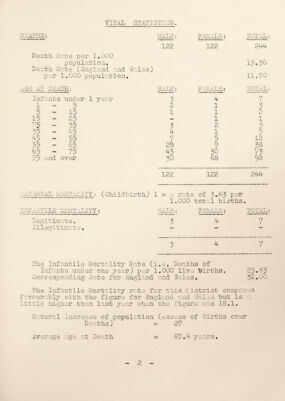 VITAL STATISTICS.
DEATHS: MALE: FEMALE: TOTAL:
122 122 244
Death Rate per 1,000
population. 15.36
Death Rate (England and Wales)
per 1,000 population. 11.70
AGE AT DEATH: MALE: FEMALE: TOTAL:
Infants under 1 year 3 4 7
1 - 5 2 1 3
5 - 15 1 1 2
15 - 25 - 1 1
25 - 35 3 2 5
35 - 45 4 1 5
45 - 55 7 5 12
55 - 65 29 9 38
65 - 75 43 30 73
75 and over 30 68 98
122 122 244
MATERNAL MORTALITY: (Childbirth) 1 = a rate of 3.63 per
1,000 total births.
INFANTILE MORTALITY: MALE: FEMALE: TOTAL:
Legitimate. 3 4 7
Illegitimate. - - -
3 4 7
The Infantile Mortality Rate (i.e. Deaths of
Infants under one year) per 1,000 live births. 25.83
Corresponding Rate for England and Wales.
The Infantile Mortality rate for this district compares
favourably with the figure for England and Wales but is a
little higher than last year when the figure was 18.1.
Natural Increase of population (excess of Births over
Deaths) = 27
Average age at Death = 67.6 years.
- 2 -